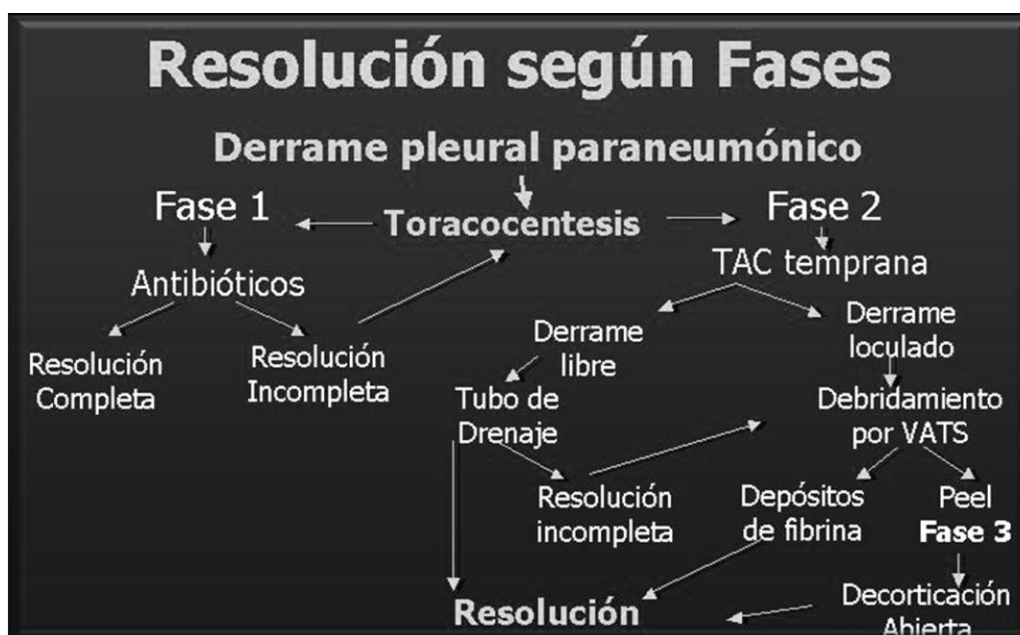 Resolución según Fases
Derrame pleural paraneumónico
Fase 1
Toracocentesis
Fase 2
Antibióticos
TAC temprana
Resolución
Completa
Resolución
Incompleta
Derrame
libre
Derrame
loculado
Tubo de
Drenaje
Debridamiento
por VATS
Resolución
incompleta
Depósitos
de fibrina
Peel
Fase 3
Resolución
Decorticación
Abierta